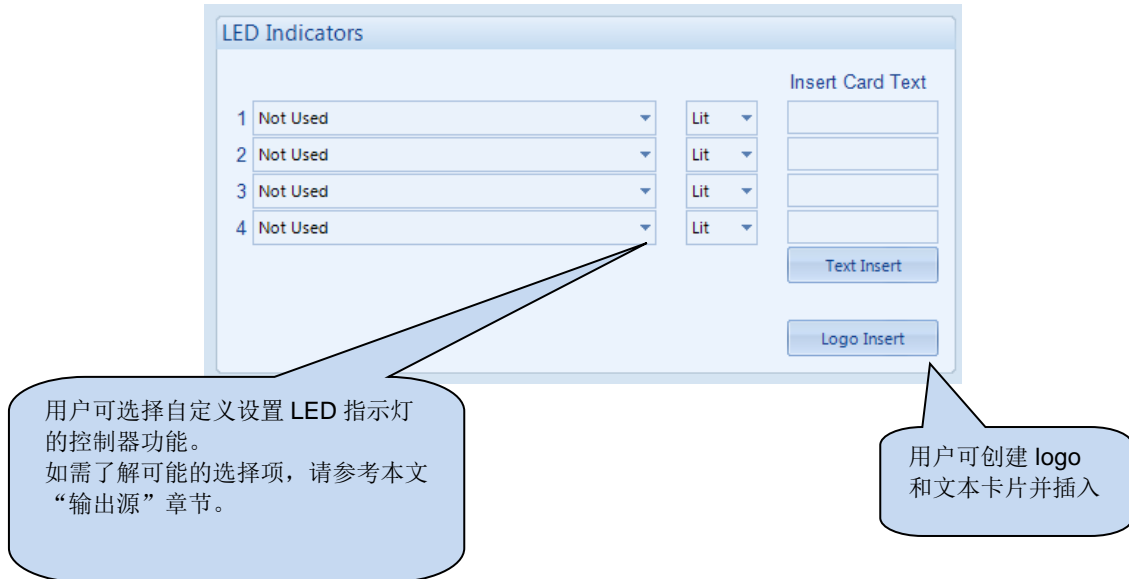 LED Indicators
Insert Card Text
1 Not Used Lit
2 Not Used Lit
3 Not Used Lit
4 Not Used Lit
Text Insert
Logo Insert
用户可选择自定义设置 LED 指示灯
的控制器功能。
如需了解可能的选择项，请参考本文
“输出源”章节。
用户可创建 logo
和文本卡片并插入